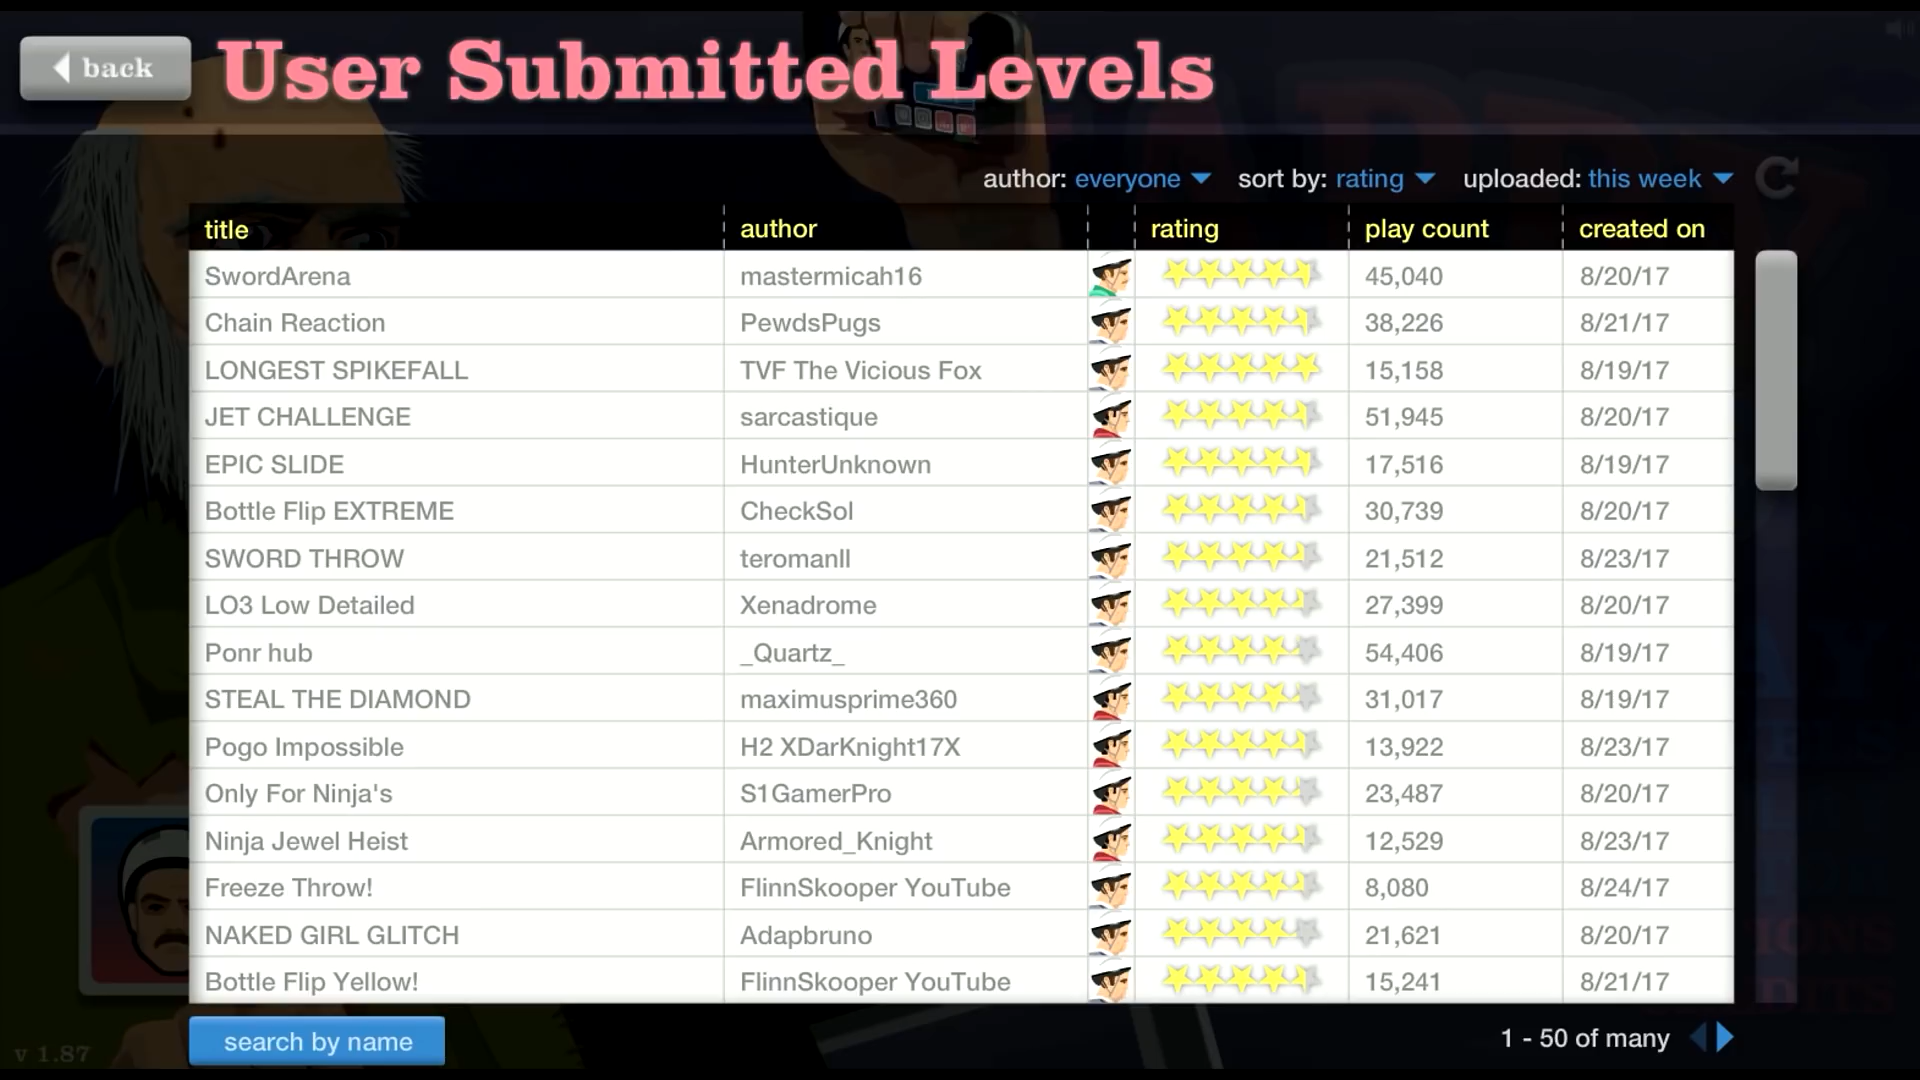 back
User Submitted Levels
author: everyone sort by: rating uploaded: this week
title author rating play count created on
SwordArena mastermicah16 45,040 8/20/17
Chain Reaction PewdsPugs 38,226 8/21/17
LONGEST SPIKEFALL TVF The Vicious Fox 15,158 8/19/17
JET CHALLENGE sarcastique 51,945 8/20/17
EPIC SLIDE HunterUnknown 17,516 8/19/17
Bottle Flip EXTREME CheckSol 30,739 8/20/17
SWORD THROW teromanll 21,512 8/23/17
LO3 Low Detailed Xenadrome 27,399 8/20/17
Ponr hub _Quartz_ 54,406 8/19/17
STEAL THE DIAMOND maximusprime360 31,017 8/19/17
Pogo Impossible H2 XDarKnight17X 13,922 8/23/17
Only For Ninja's S1GamerPro 23,487 8/20/17
Ninja Jewel Heist Armored_Knight 12,529 8/23/17
Freeze Throw! FlinnSkooper YouTube 8,080 8/24/17
NAKED GIRL GLITCH Adapbruno 21,621 8/20/17
Bottle Flip Yellow! FlinnSkooper YouTube 15,241 8/21/17
search by name
1 - 50 of many
v 1.87